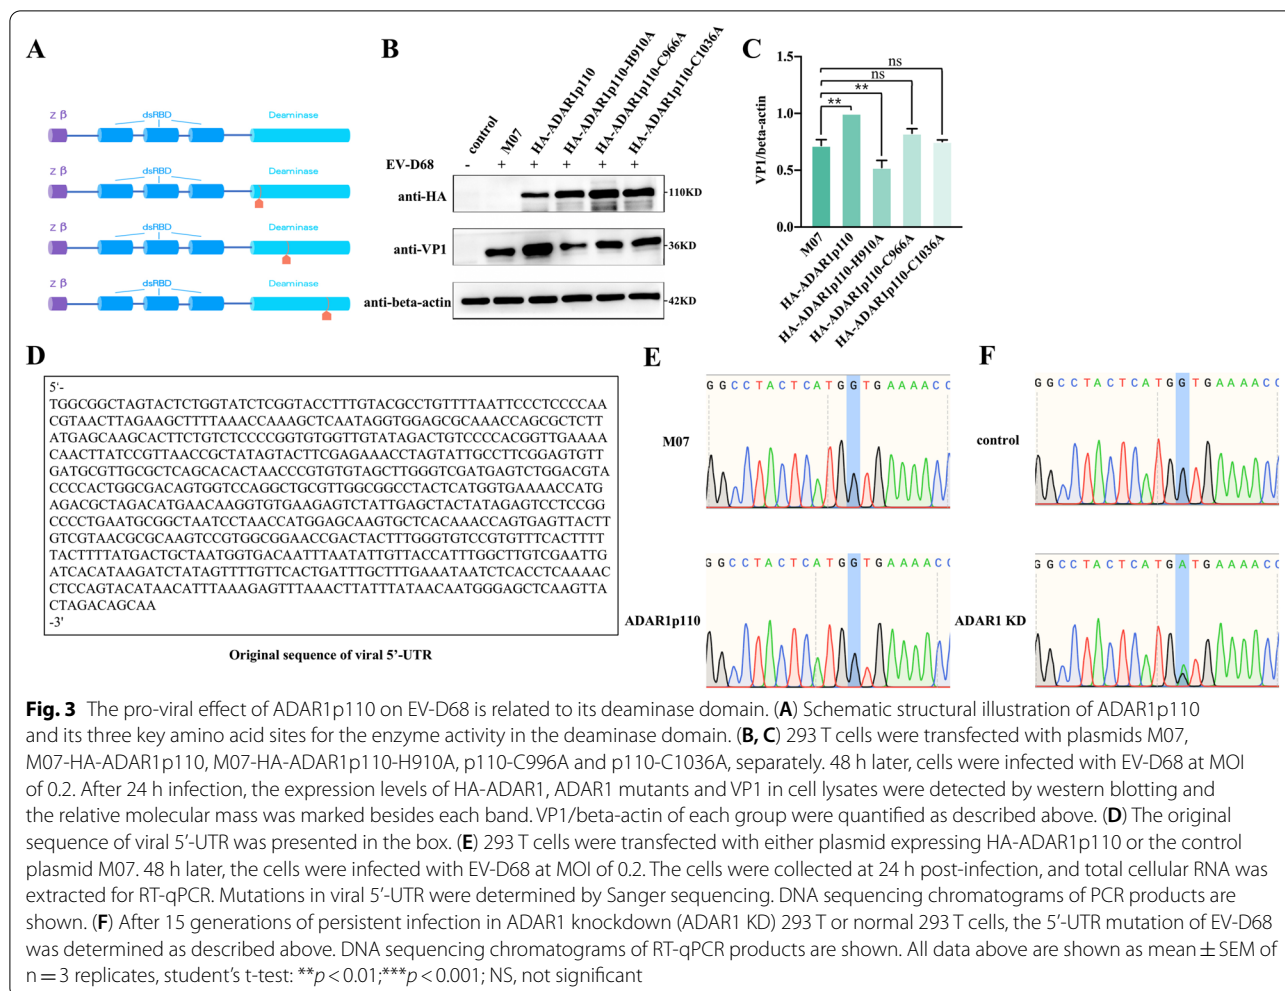 A
Z β dsRBD Deaminase
Z β dsRBD Deaminase
Z β dsRBD Deaminase
Z β dsRBD Deaminase
B
control
M07
HA-ADAR1p110
HA-ADAR1p110-H910A
HA-ADAR1p110-C966A
HA-ADAR1p110-C1036A
EV-D68 - + + + + +
anti-HA -110KD
anti-VP1 -36KD
anti-beta-actin -42KD
C
VP1/beta-actin
1.5
1.0
0.5
0.0
ns
ns
**
**
M07
HA-ADAR1p110
HA-ADAR1p110-H910A
HA-ADAR1p110-C966A
HA-ADAR1p110-C1036A
D
5'-
TGGCGGCTAGTACTCTGGTATCTCGGTACCTTTGTACGCCTGTTTTAATTCCCTCCCCAA
CGTAACTTAGAAGCTTTTAAACCAAAGCTCAATAGGTGGAGCGCAAACCAGCGCTCTT
ATGAGCAAGCACTTCTGTCTCCCCGGTGTGGTTGTATAGACTGTCCCCACGGTTGAAAA
CAACTTATCCGTTAACCGCTATAGTACTTCGAGAAACCTAGTATTGCCTTCGGAGTGTT
GATGCGTTGCGCTCAGCACACTAACCCGTGTGTAGCTTGGGTCGATGAGTCTGGACGTA
CCCCACTGGCGACAGTGGTCCAGGCTGCGTTGGCGGCCTACTCATGGTGAAAACCATG
AGACGCTAGACATGAACAAGGTGTGAAGAGTCTATTGAGCTACTATAGAGTCCTCCGG
CCCCTGAATGCGGCTAATCCTAACCATGGAGCAAGTGCTCACAAACCAGTGAGTTACTT
GTCGTAACGCGCAAGTCCGTGGCGGAACCGACTACTTTGGGTGTCCGTGTTTCACTTTT
TACTTTTATGACTGCTAATGGTGACAATTTAATATTGTTACCATTTGGCTTGTCGAATTG
ATCACATAAGATCTATAGTTTTGTTCACTGATTTGCTTTGAAATAATCTCACCTCAAAAC
CTCCAGTACATAACATTTAAAGAGTTTAAACTTATTTATAACAATGGGAGCTCAAGTTA
CTAGACAGCAA
-3'
Original sequence of viral 5'-UTR
E
GGCCTACTCATGGTGAAAACC
M07
GGCCTACTCATGGTGAAAACC
ADAR1p110
F
GGCCTACTCATGGTGAAAACC
control
GGCCTACTCATGATGAAAACC
ADAR1 KD
Fig. 3 The pro-viral effect of ADAR1p110 on EV-D68 is related to its deaminase domain. (A) Schematic structural illustration of ADAR1p110
and its three key amino acid sites for the enzyme activity in the deaminase domain. (B, C) 293 T cells were transfected with plasmids M07,
M07-HA-ADAR1p110, M07-HA-ADAR1p110-H910A, p110-C996A and p110-C1036A, separately. 48 h later, cells were infected with EV-D68 at MOI
of 0.2. After 24 h infection, the expression levels of HA-ADAR1, ADAR1 mutants and VP1 in cell lysates were detected by western blotting and
the relative molecular mass was marked besides each band. VP1/beta-actin of each group were quantified as described above. (D) The original
sequence of viral 5'-UTR was presented in the box. (E) 293 T cells were transfected with either plasmid expressing HA-ADAR1p110 or the control
plasmid M07. 48 h later, the cells were infected with EV-D68 at MOI of 0.2. The cells were collected at 24 h post-infection, and total cellular RNA was
extracted for RT-qPCR. Mutations in viral 5'-UTR were determined by Sanger sequencing. DNA sequencing chromatograms of PCR products are
shown. (F) After 15 generations of persistent infection in ADAR1 knockdown (ADAR1 KD) 293 T or normal 293 T cells, the 5'-UTR mutation of EV-D68
was determined as described above. DNA sequencing chromatograms of RT-qPCR products are shown. All data above are shown as mean ± SEM of
n = 3 replicates, student's t-test: **p < 0.01;***p < 0.001; NS, not significant